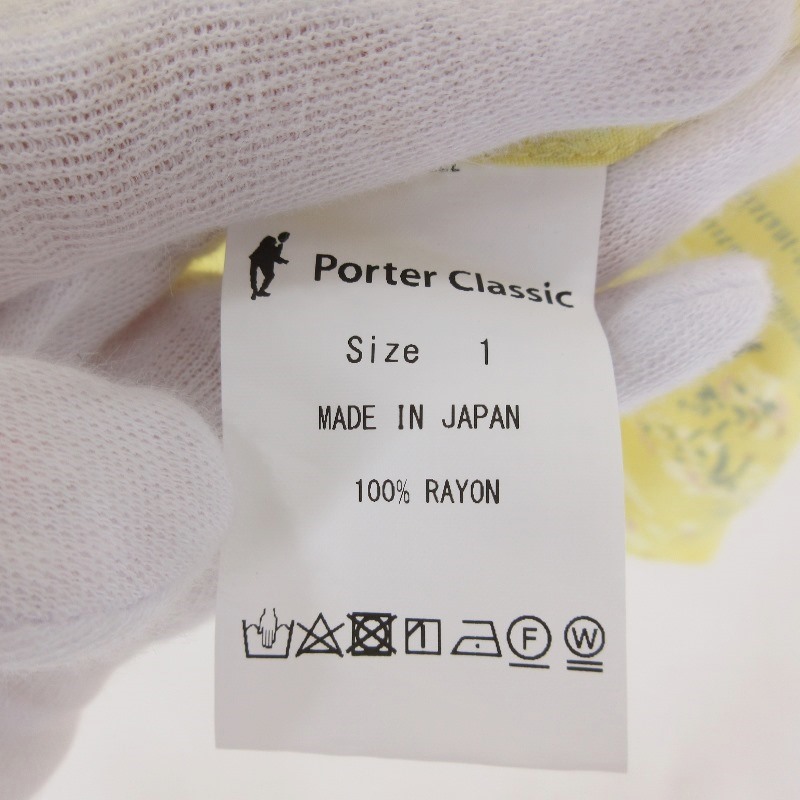 Porter Classic
Size 1
MADE IN JAPAN
100% RAYON
F W